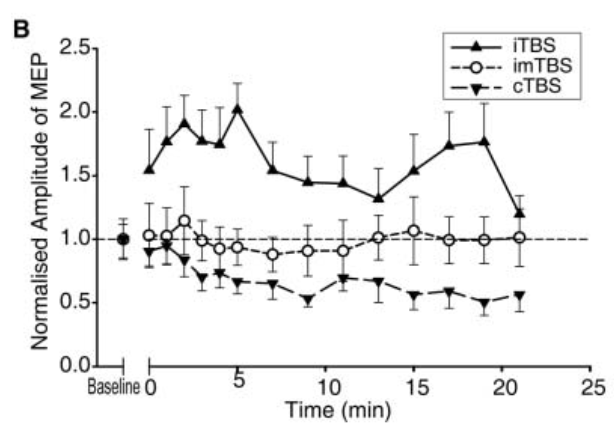 B
Normalised Amplitude of MEP
2.5
2.0
1.5
1.0
0.5
0.0
iTBS
imTBS
cTBS
Baseline 0 5 10 15 20 25
Time (min)